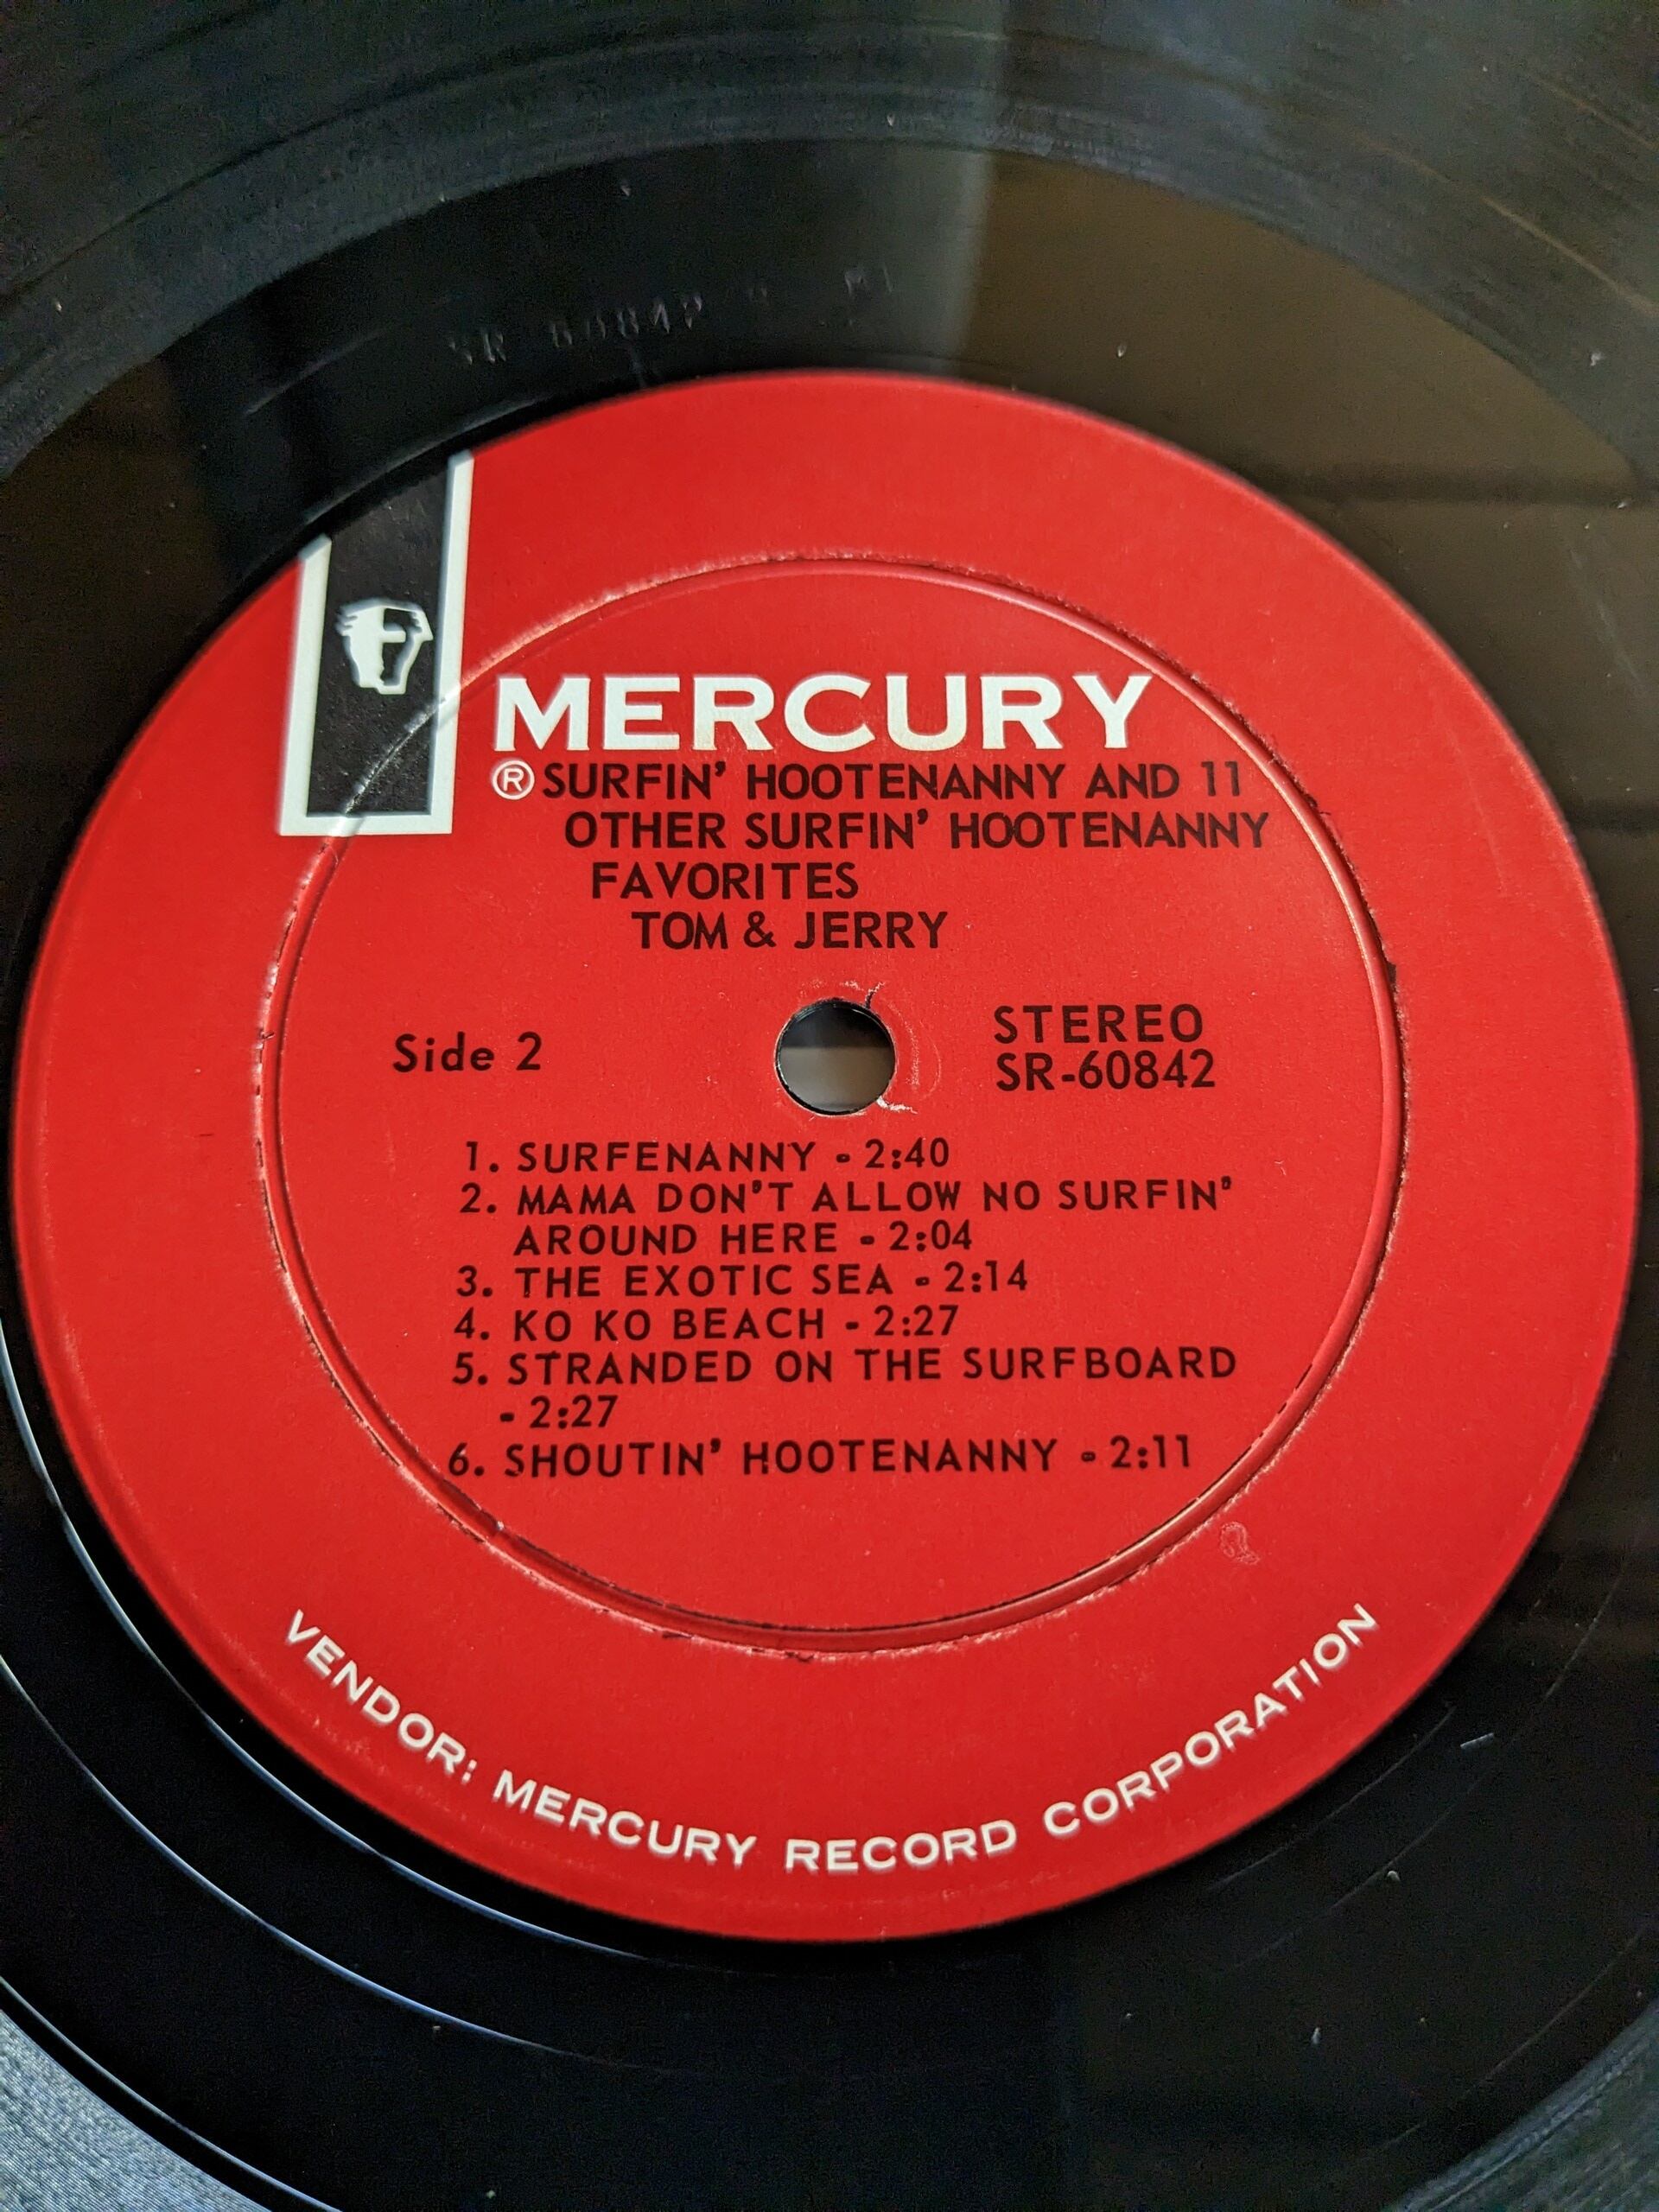 SR 60842
MERCURY
® SURFIN' HOOTENANNY AND 11
OTHER SURFIN' HOOTENANNY
FAVORITES
TOM & JERRY
Side 2
STEREO
SR-60842
1. SURFENANNY - 2:40
2. MAMA DON'T ALLOW NO SURFIN'
AROUND HERE - 2:04
3. THE EXOTIC SEA - 2:14
4. KO KO BEACH - 2:27
5. STRANDED ON THE SURFBOARD
- 2:27
6. SHOUTIN' HOOTENANNY - 2:11
VENDOR: MERCURY RECORD CORPORATION